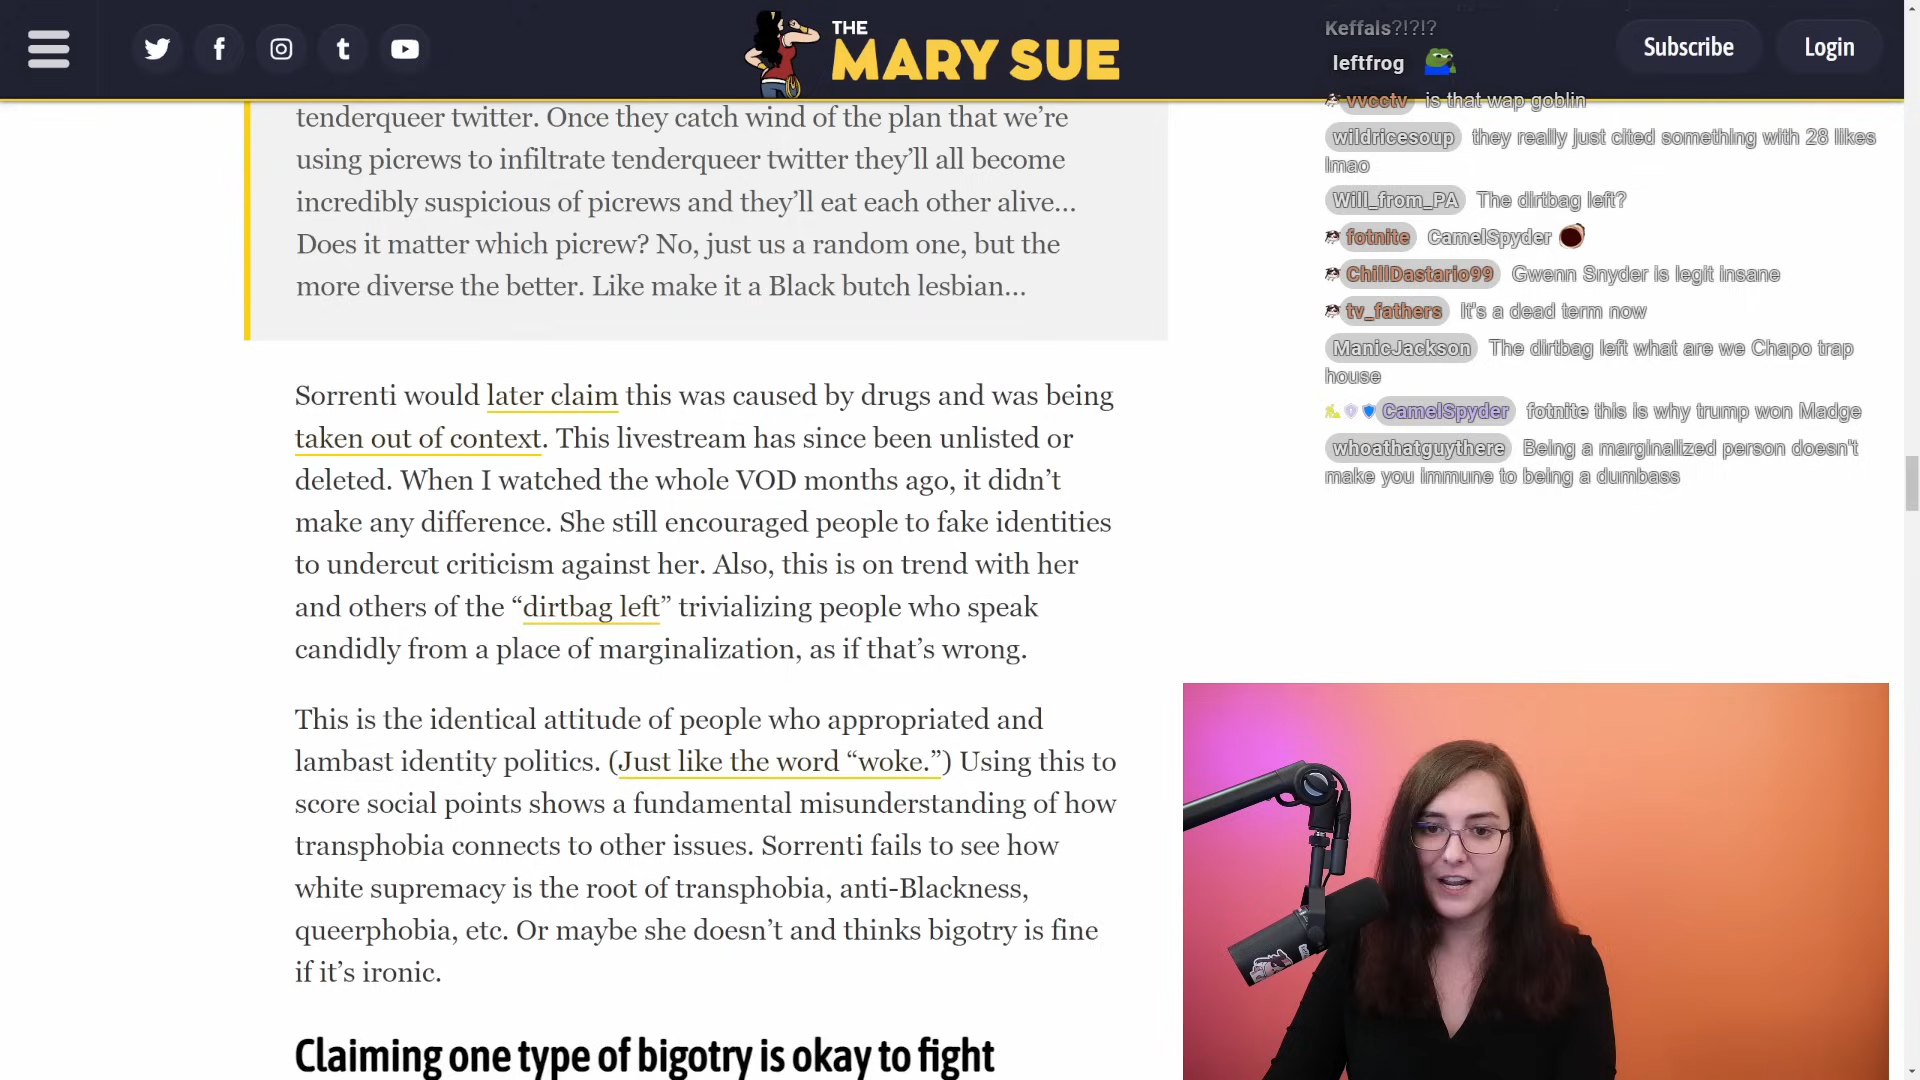 THE
MARY SUE
Subscribe
Login
tenderqueer twitter. Once they catch wind of the plan that we’re
using picrews to infiltrate tenderqueer twitter they’ll all become
incredibly suspicious of picrews and they’ll eat each other alive…
Does it matter which picrew? No, just us a random one, but the
more diverse the better. Like make it a Black butch lesbian…
Sorrenti would later claim this was caused by drugs and was being
taken out of context. This livestream has since been unlisted or
deleted. When I watched the whole VOD months ago, it didn’t
make any difference. She still encouraged people to fake identities
to undercut criticism against her. Also, this is on trend with her
and others of the “dirtbag left” trivializing people who speak
candidly from a place of marginalization, as if that’s wrong.
This is the identical attitude of people who appropriated and
lambast identity politics. (Just like the word “woke.”) Using this to
score social points shows a fundamental misunderstanding of how
transphobia connects to other issues. Sorrenti fails to see how
white supremacy is the root of transphobia, anti-Blackness,
queerphobia, etc. Or maybe she doesn’t and thinks bigotry is fine
if it’s ironic.
Claiming one type of bigotry is okay to fight
Keffals?!?!?
leftfrog
vvcctv is that wap goblin
wildricesoup they really just cited something with 28 likes
lmao
Will_from_PA The dirtbag left?
fotnite CamelSpyder
ChillDastario99 Gwenn Snyder is legit insane
tv_fathers It's a dead term now
ManicJackson The dirtbag left what are we Chapo trap
house
CamelSpyder fotnite this is why trump won Madge
whoathatguythere Being a marginalized person doesn't
make you immune to being a dumbass